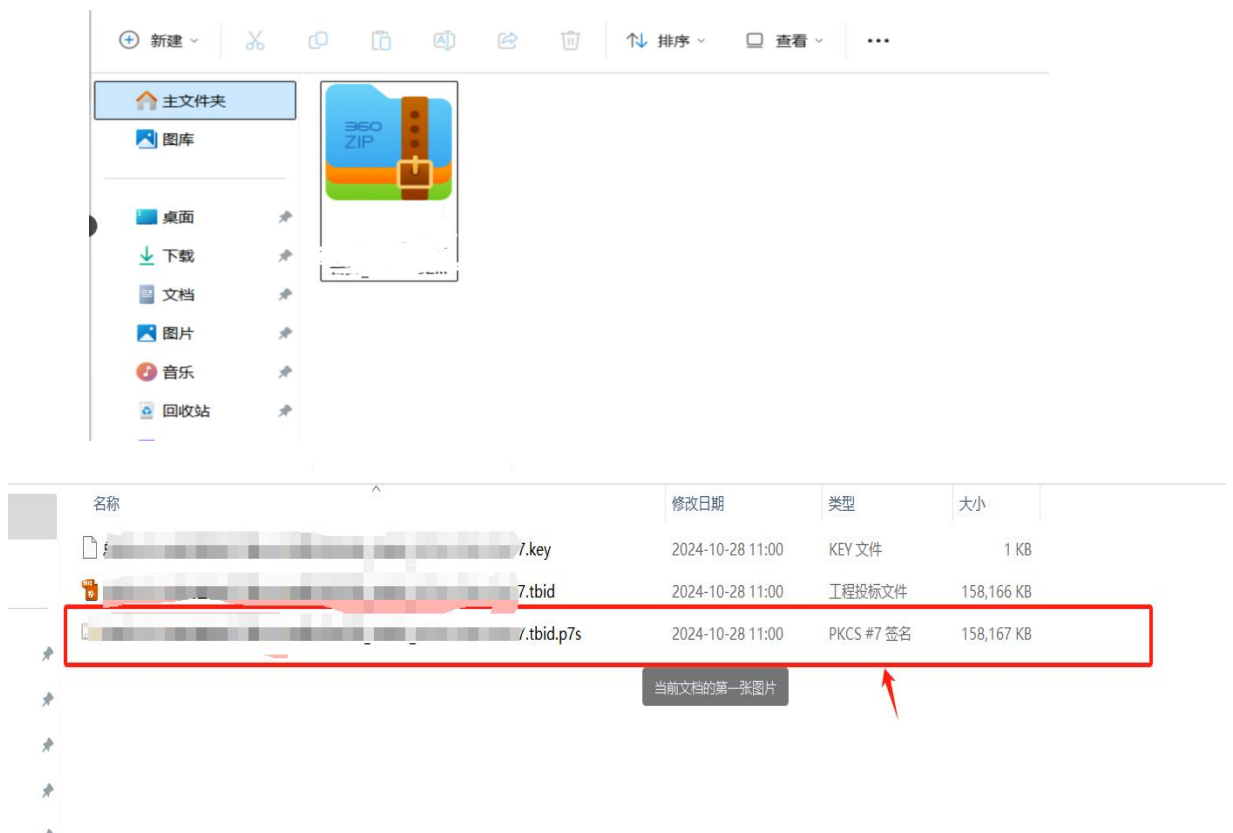 新建 排序 查看
主文件夹
图库
360
ZIP
桌面
下载
文档
图片
音乐
回收站
名称 修改日期 类型 大小
7.key 2024-10-28 11:00 KEY 文件 1 KB
7.tbid 2024-10-28 11:00 工程投标文件 158,166 KB
7.tbid.p7s 2024-10-28 11:00 PKCS #7 签名 158,167 KB
当前文档的第一张图片